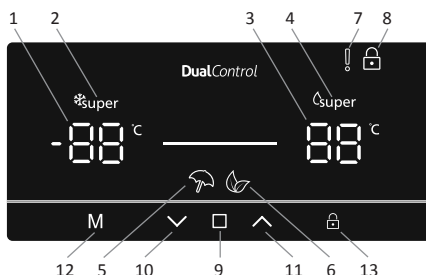 1 2 3 4 7 8
DualControl
super super
-88 °C 88 °C
M
12 5 10 9 11 6 13